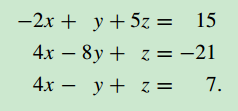 −2x + y + 5z = 15
4x − 8y + z = −21
4x − y + z = 7.